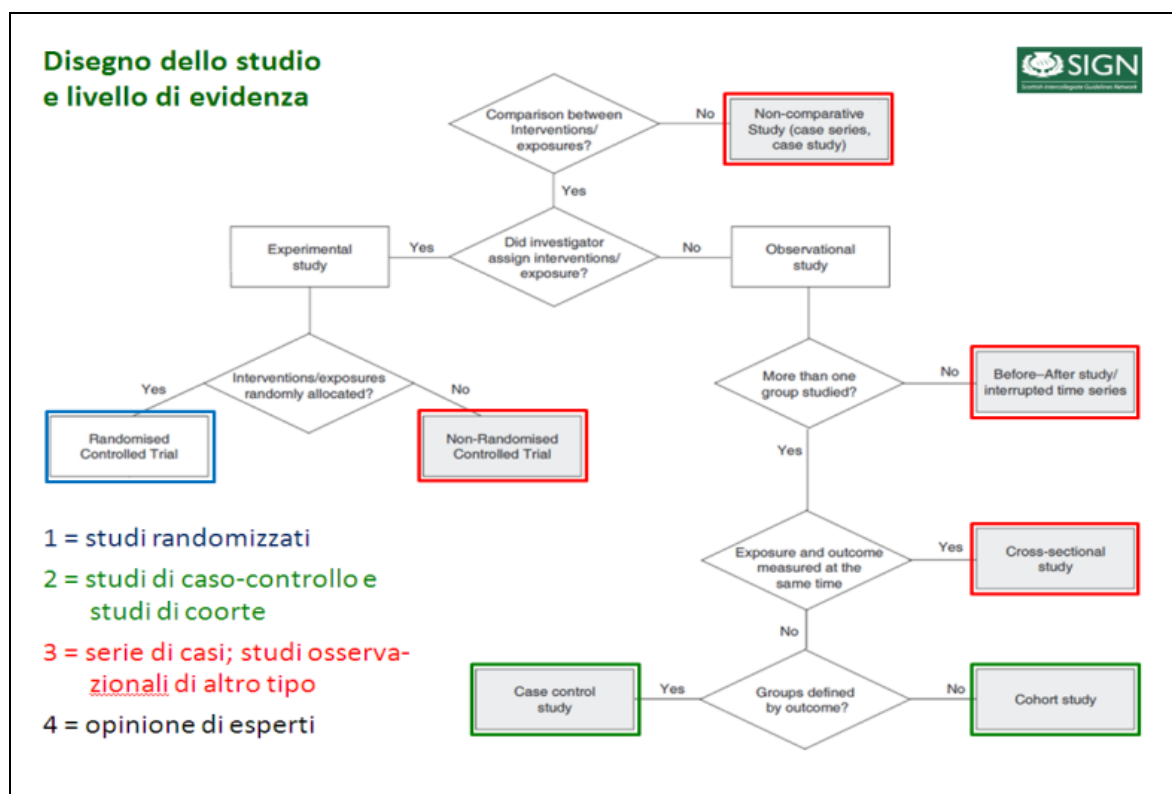 Disegno dello studio
e livello di evidenza
SIGN
Scottish Intercollegiate Guidelines Network
Comparison between
Interventions/
exposures?
No
Non-comparative
Study (case series,
case study)
Yes
Experimental
study
Yes
Did investigator
assign interventions/
exposure?
No
Observational
study
Yes
Interventions/exposures
randomly allocated?
No
More than one
group studied?
No
Before–After study/
interrupted time series
Randomised
Controlled Trial
Non-Randomised
Controlled Trial
Yes
1 = studi randomizzati
2 = studi di caso-controllo e
studi di coorte
3 = serie di casi; studi osserva-
zionali di altro tipo
4 = opinione di esperti
Exposure and outcome
measured at the
same time
Yes
Cross-sectional
study
No
Case control
study
Yes
Groups defined
by outcome?
No
Cohort study